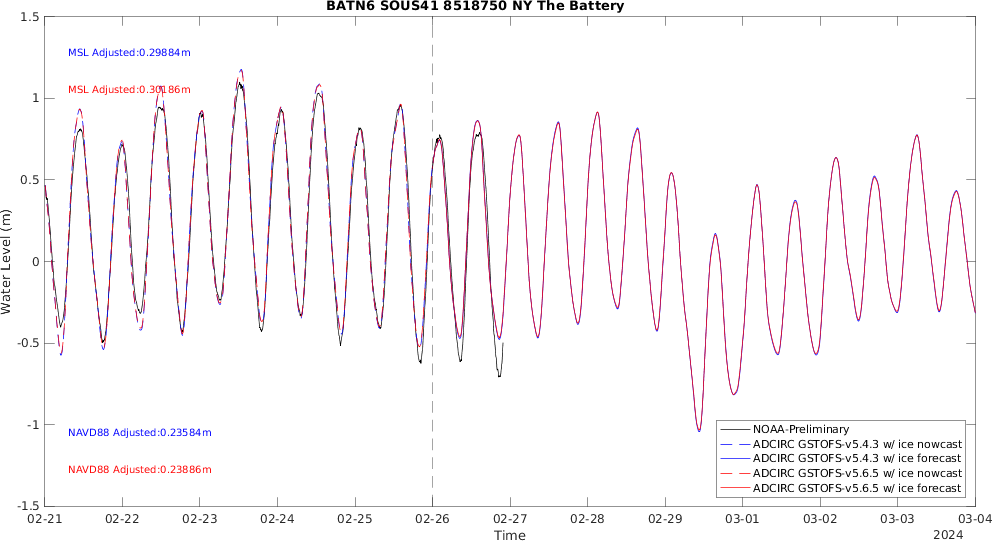 BATN6 SOUS41 8518750 NY The Battery
1.5
1
0.5
0
-0.5
-1
-1.5
Water Level (m)
MSL Adjusted:0.29884m
MSL Adjusted:0.30186m
NAVD88 Adjusted:0.23584m
NAVD88 Adjusted:0.23886m
NOAA-Preliminary
ADCIRC GSTOFS-v5.4.3 w/ ice nowcast
ADCIRC GSTOFS-v5.4.3 w/ ice forecast
ADCIRC GSTOFS-v5.6.5 w/ ice nowcast
ADCIRC GSTOFS-v5.6.5 w/ ice forecast
02-21 02-22 02-23 02-24 02-25 02-26 02-27 02-28 02-29 03-01 03-02 03-03 03-04
Time
2024